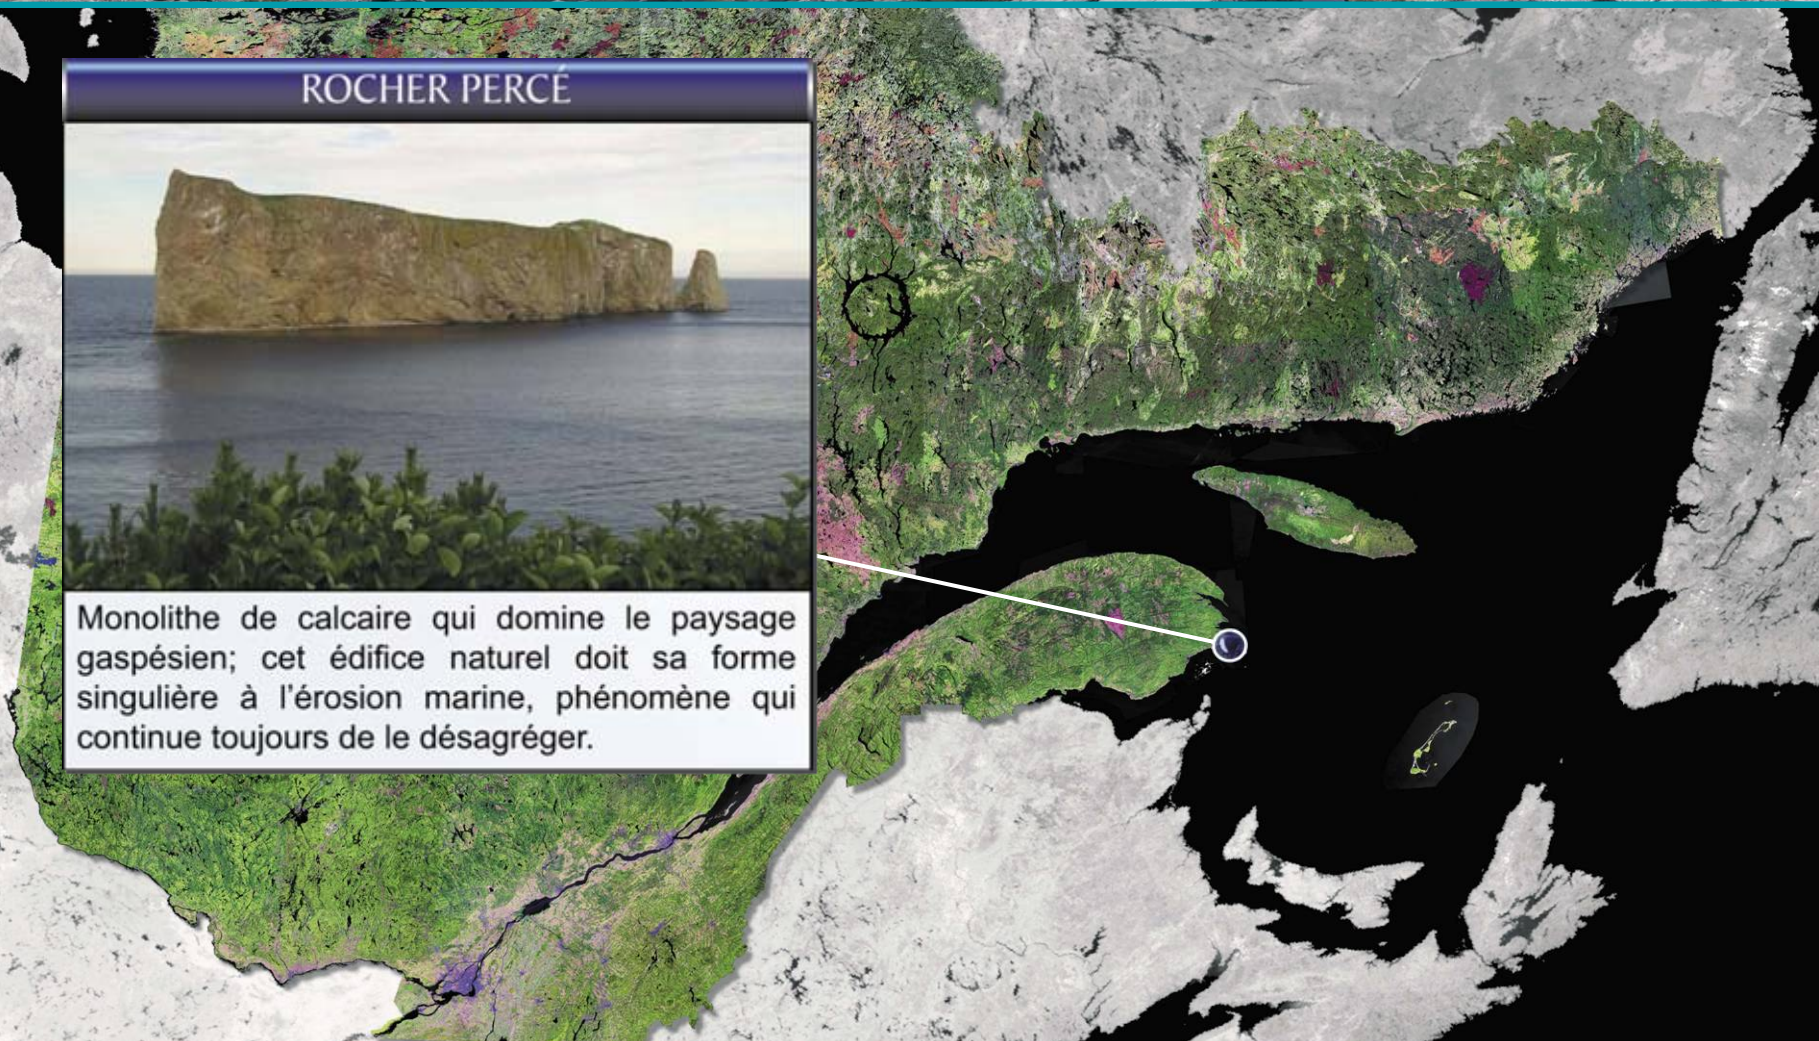 ROCHER PERCÉ
Monolithe de calcaire qui domine le paysage
gaspésien; cet édifice naturel doit sa forme
singulière à l'érosion marine, phénomène qui
continue toujours de le désagréger.